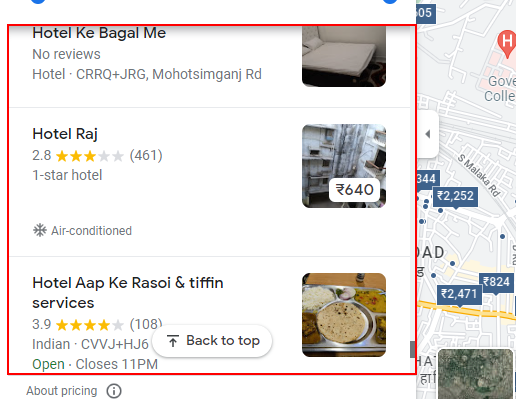 Hotel Ke Bagal Me
No reviews
Hotel · CRRQ+JRG, Mohotsimganj Rd
Hotel Raj
2.8 (461)
1-star hotel
₹640
Air-conditioned
Hotel Aap Ke Rasoi & tiffin
services
3.9 (108)
Indian · CVVJ+HJ6
Back to top
Open · Closes 11PM
About pricing
605
Gove
Colle
S Malaka Rd
344
₹2,252
OAD
₹824
₹2,471
HAT